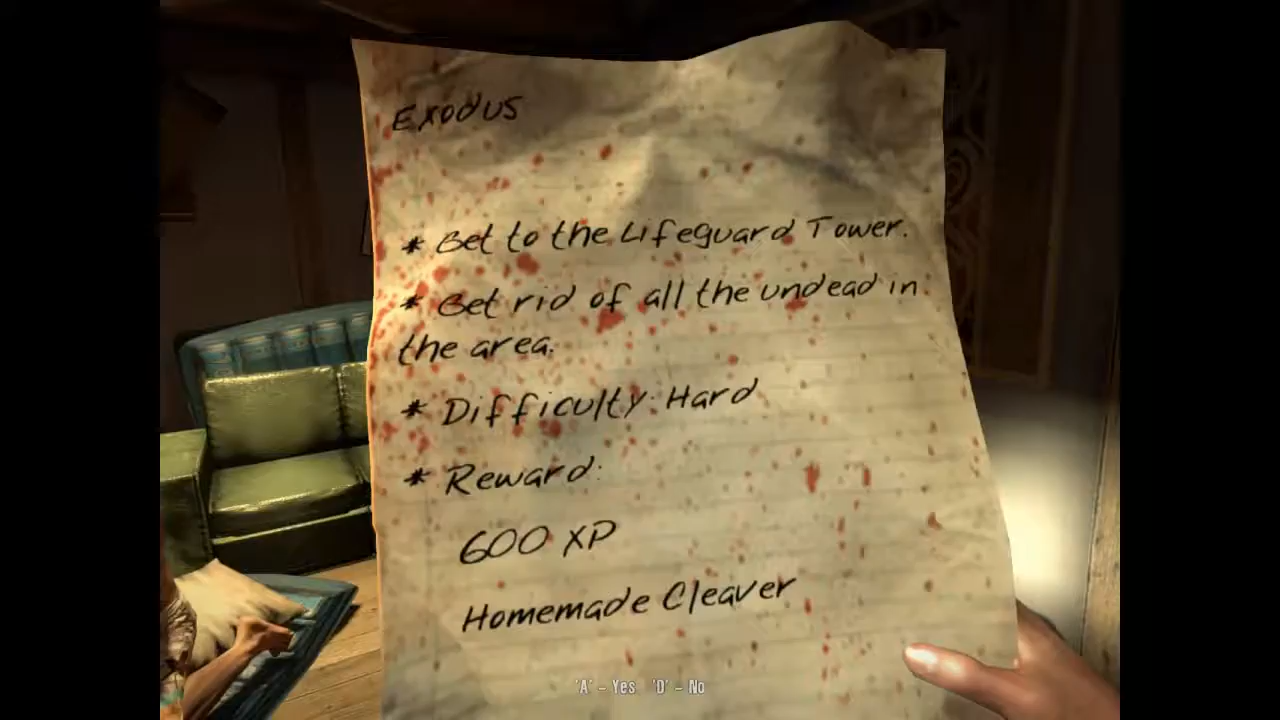 Exodus
* Get to the Lifeguard Tower.
* Get rid of all the undead in
the area.
* Difficulty: Hard
* Reward:
600 XP
Homemade Cleaver
'A' - Yes 'D' - No